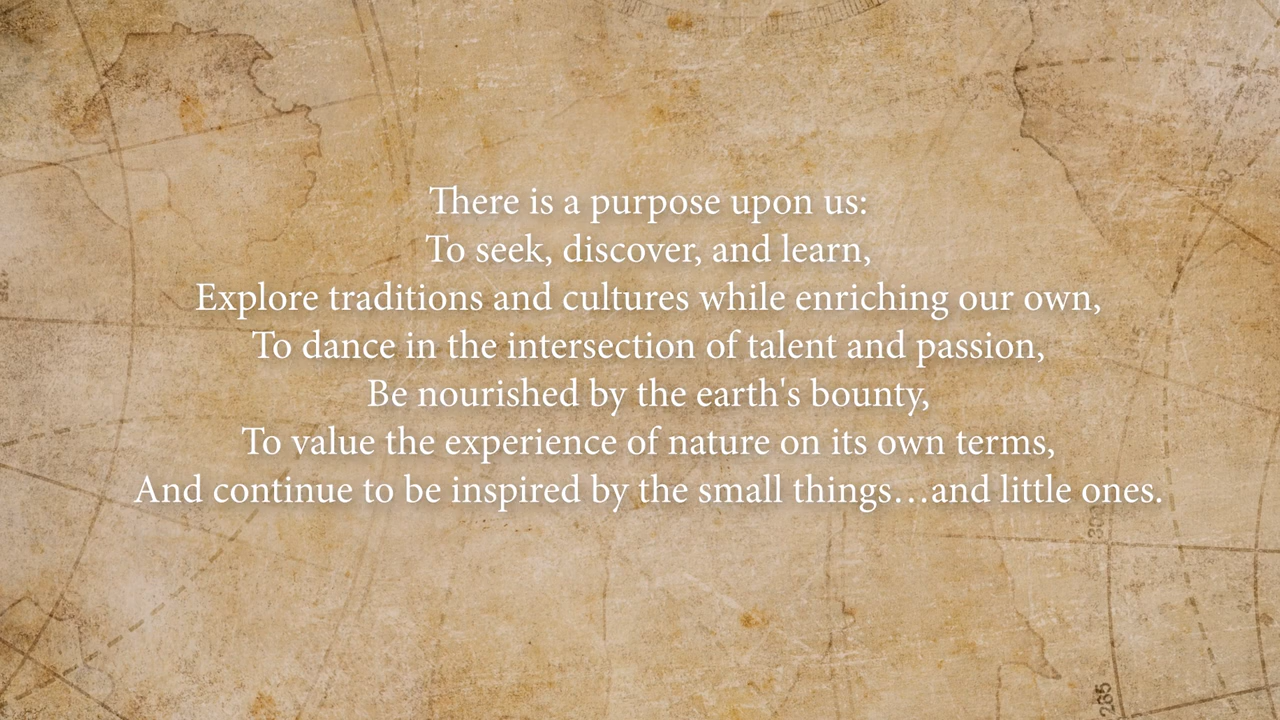 There is a purpose upon us:
To seek, discover, and learn,
Explore traditions and cultures while enriching our own,
To dance in the intersection of talent and passion,
Be nourished by the earth's bounty,
To value the experience of nature on its own terms,
And continue to be inspired by the small things…and little ones.
300
265